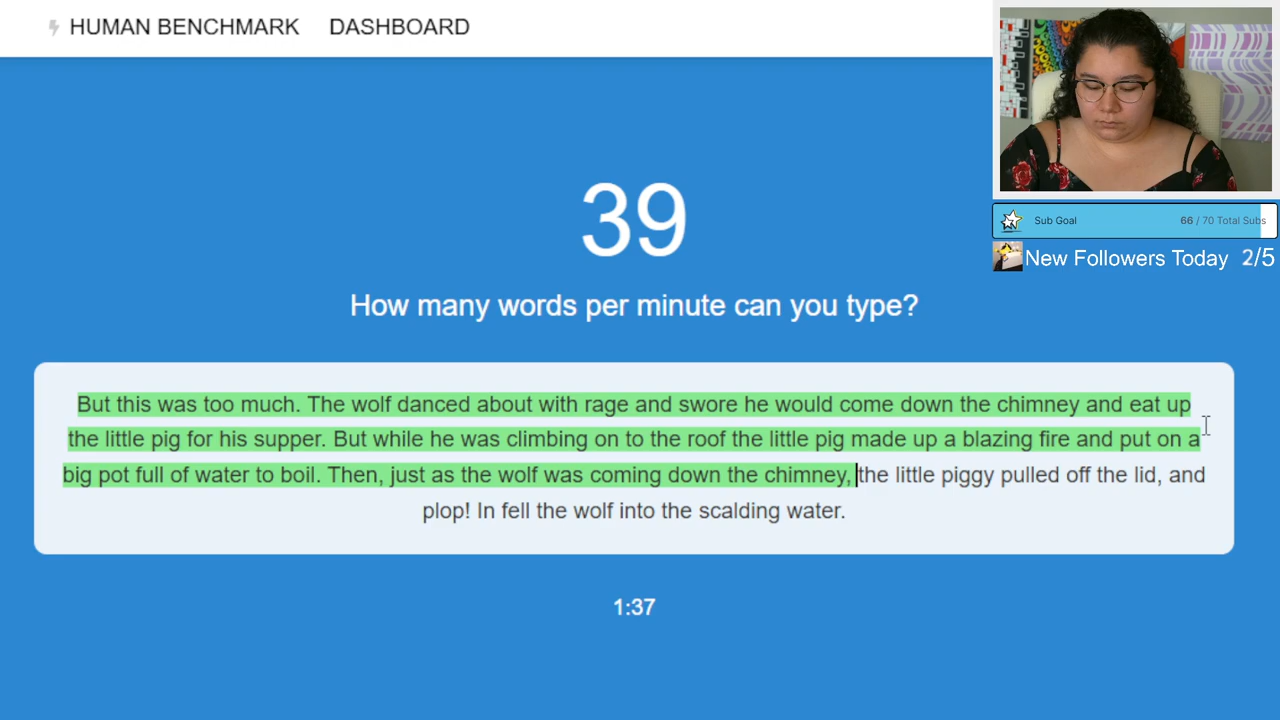 HUMAN BENCHMARK DASHBOARD
Sub Goal 66 / 70 Total Subs
New Followers Today 2/5
39
How many words per minute can you type?
But this was too much. The wolf danced about with rage and swore he would come down the chimney and eat up
the little pig for his supper. But while he was climbing on to the roof the little pig made up a blazing fire and put on a
big pot full of water to boil. Then, just as the wolf was coming down the chimney, the little piggy pulled off the lid, and
plop! In fell the wolf into the scalding water.
1:37